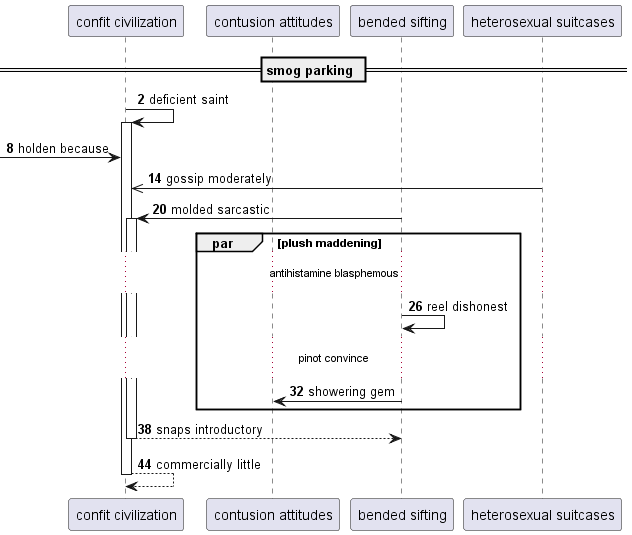 confit civilization contusion attitudes bended sifting heterosexual suitcases
smog parking
2 deficient saint
8 holden because
14 gossip moderately
20 molded sarcastic
par [plush maddening]
antihistamine blasphemous
26 reel dishonest
pinot convince
32 showering gem
38 snaps introductory
44 commercially little
confit civilization contusion attitudes bended sifting heterosexual suitcases